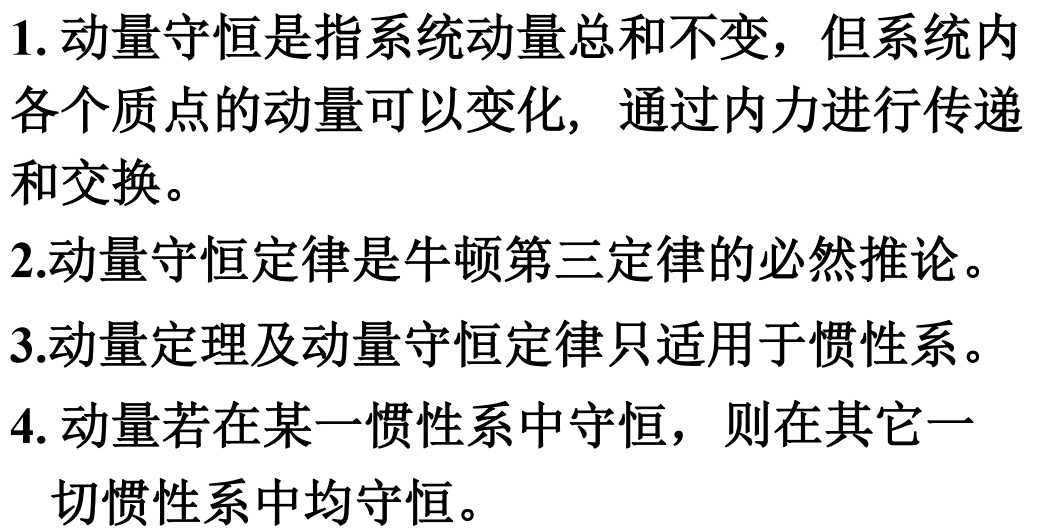 1. 动量守恒是指系统动量总和不变，但系统内
各个质点的动量可以变化, 通过内力进行传递
和交换。
2.动量守恒定律是牛顿第三定律的必然推论。
3.动量定理及动量守恒定律只适用于惯性系。
4. 动量若在某一惯性系中守恒，则在其它一
切惯性系中均守恒。